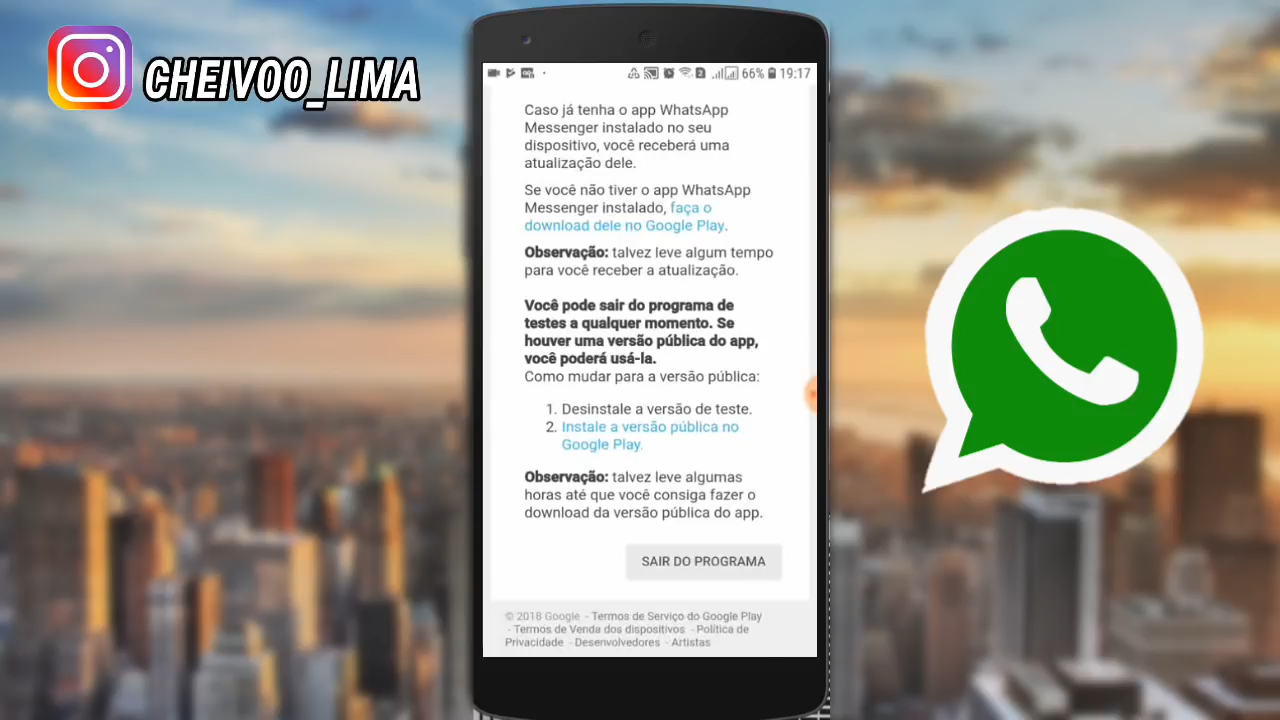 CHEIVOO_LIMA
66% 19:17
Caso já tenha o app WhatsApp
Messenger instalado no seu
dispositivo, você receberá uma
atualização dele.
Se você não tiver o app WhatsApp
Messenger instalado, faça o
download dele no Google Play.
Observação: talvez leve algum tempo
para você receber a atualização.
Você pode sair do programa de
testes a qualquer momento. Se
houver uma versão pública do app,
você poderá usá-la.
Como mudar para a versão pública:
1. Desinstale a versão de teste.
2. Instale a versão pública no
Google Play.
Observação: talvez leve algumas
horas até que você consiga fazer o
download da versão pública do app.
SAIR DO PROGRAMA
© 2018 Google - Termos de Serviço do Google Play
- Termos de Venda dos dispositivos - Política de
Privacidade - Desenvolvedores - Artistas